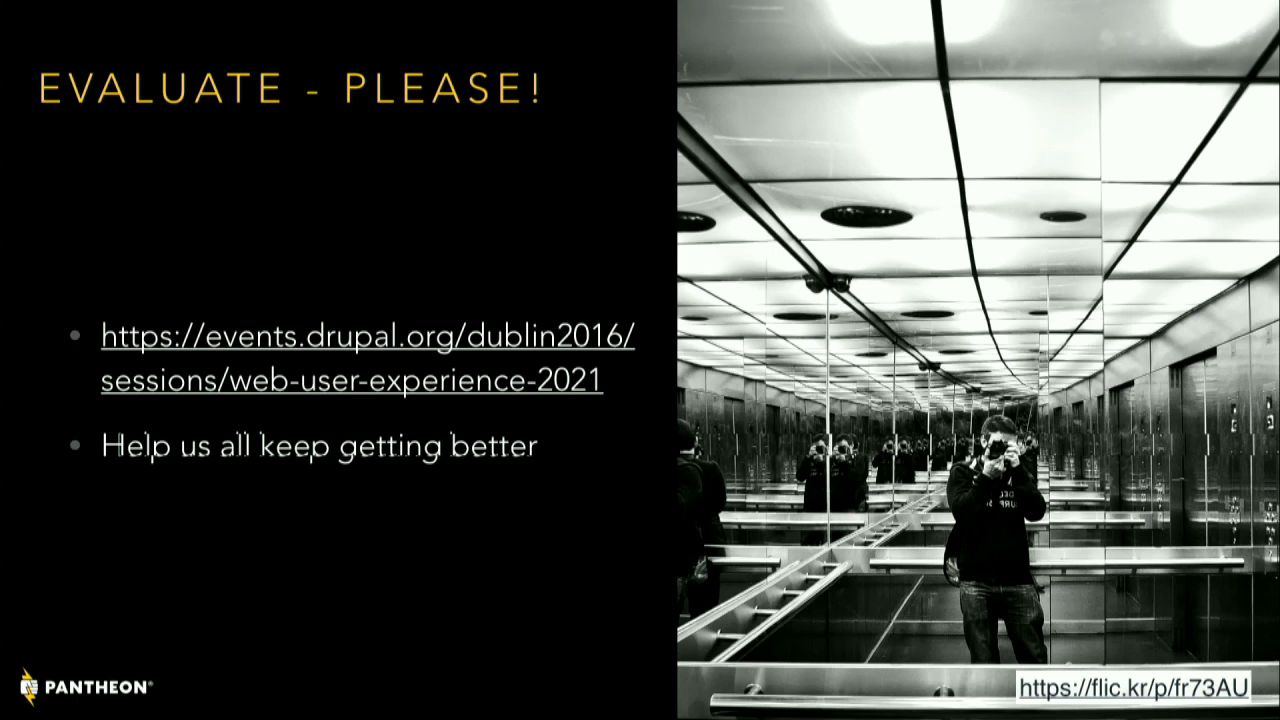 EVALUATE - PLEASE!
https://events.drupal.org/dublin2016/
sessions/web-user-experience-2021
Help us all keep getting better
PANTHEON®
https://flic.kr/p/fr73AU